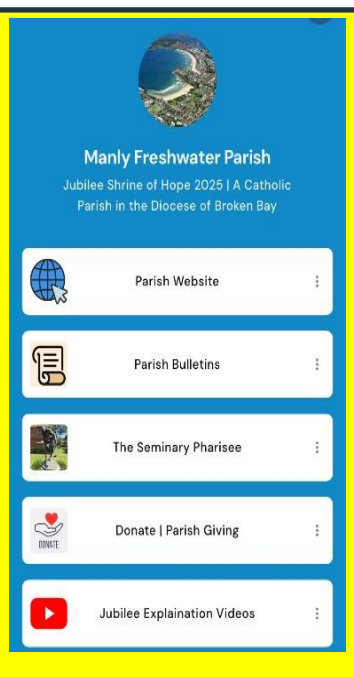 Manly Freshwater Parish
Jubilee Shrine of Hope 2025 | A Catholic
Parish in the Diocese of Broken Bay
Parish Website
Parish Bulletins
The Seminary Pharisee
DONATE
Donate | Parish Giving
Jubilee Explaination Videos